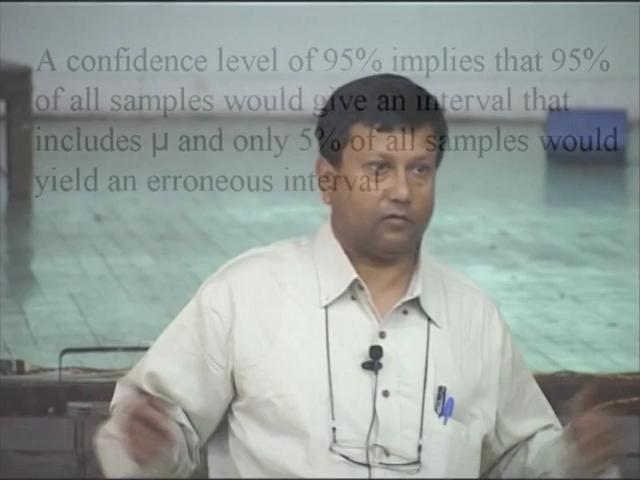 A confidence level of 95% implies that 95%
of all samples would give an interval that
includes μ and only 5% of all samples would
yield an erroneous interval